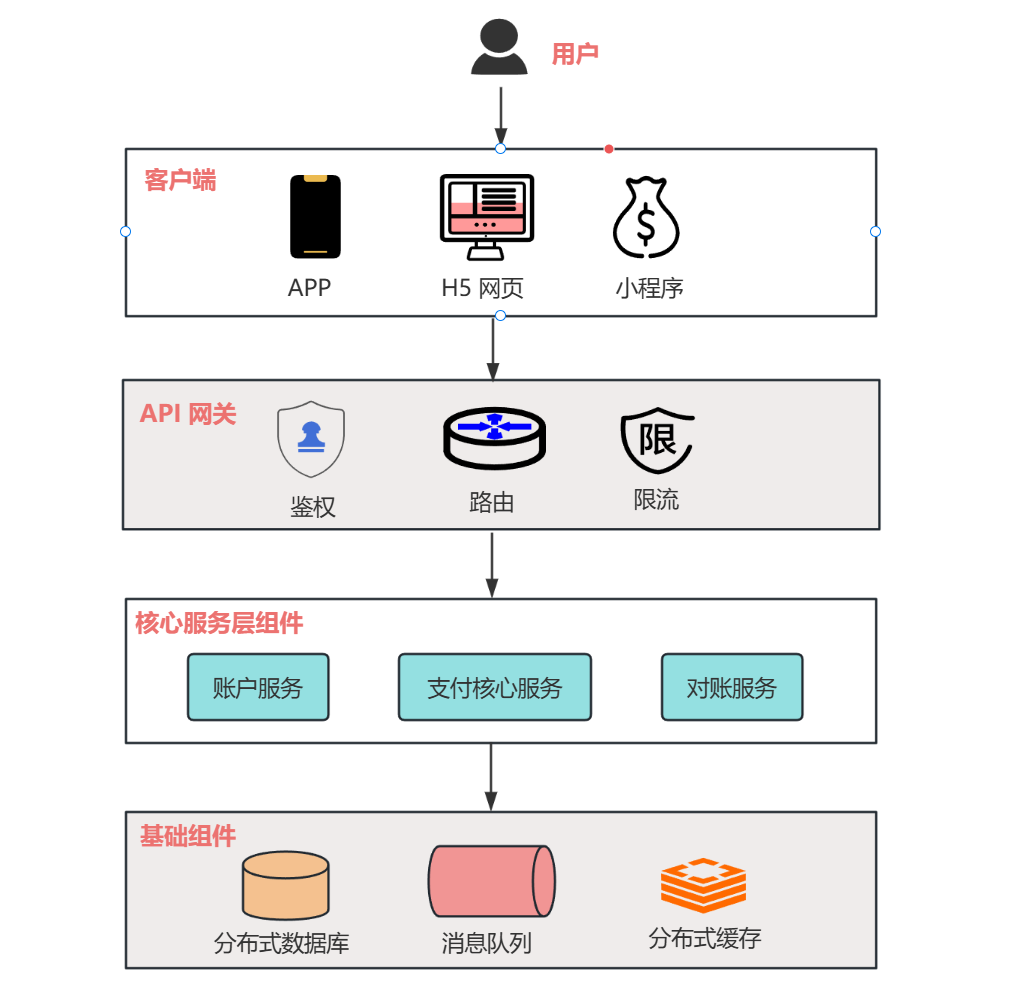 用户
客户端
APP
H5 网页
小程序
API 网关
限
鉴权
路由
限流
核心服务层组件
账户服务
支付核心服务
对账服务
基础组件
分布式数据库
消息队列
分布式缓存